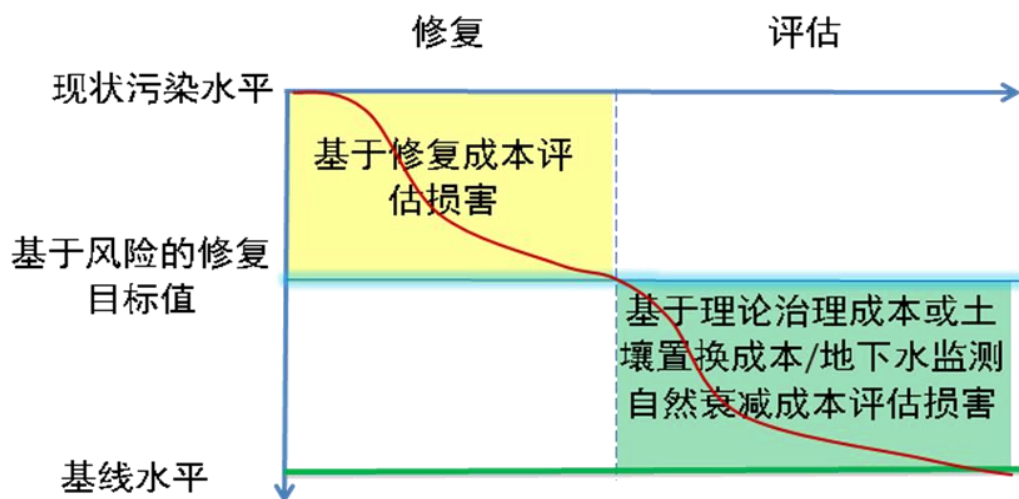 修复
评估
现状污染水平
基于修复成本评
估损害
基于风险的修复
目标值
基于理论治理成本或土
壤置换成本/地下水监测
自然衰减成本评估损害
基线水平